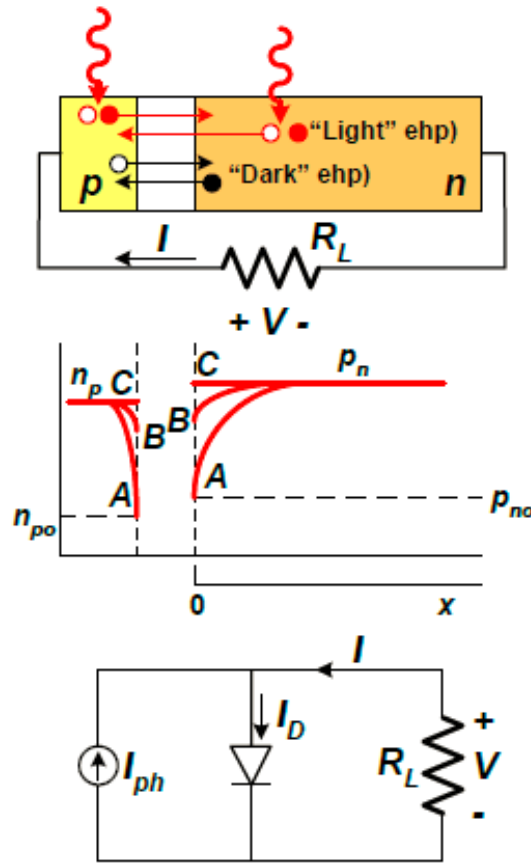 “Light” ehp)
“Dark” ehp)
p
n
I
R_L
+ V -
n_p
C
C
p_n
B
B
A
A
n_po
p_no
0
x
I
I_D
I_ph
R_L
+
V
-